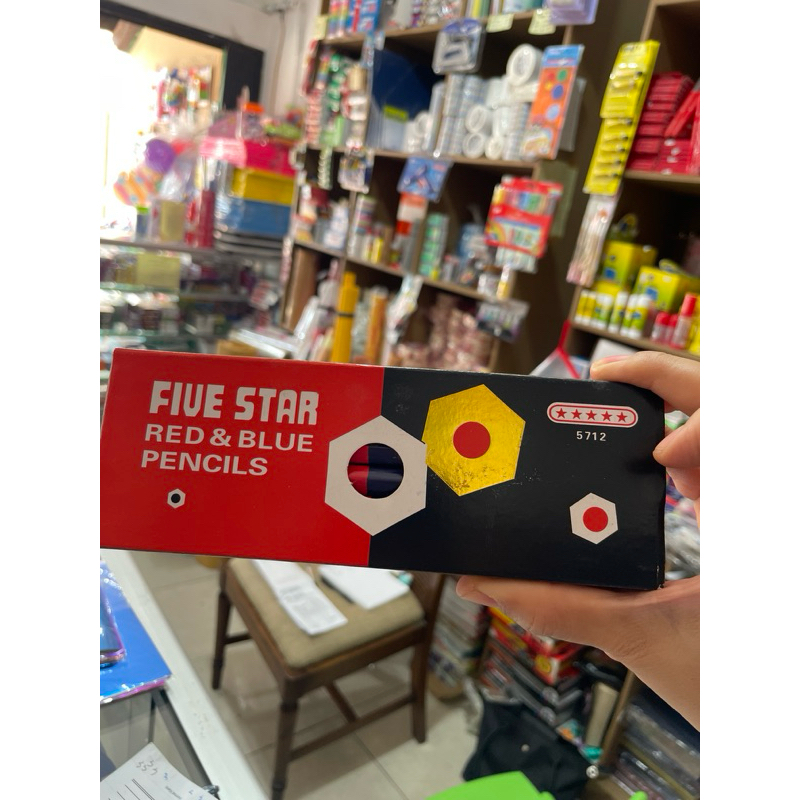 FIVE STAR
RED & BLUE
PENCILS
★★★★★
5712